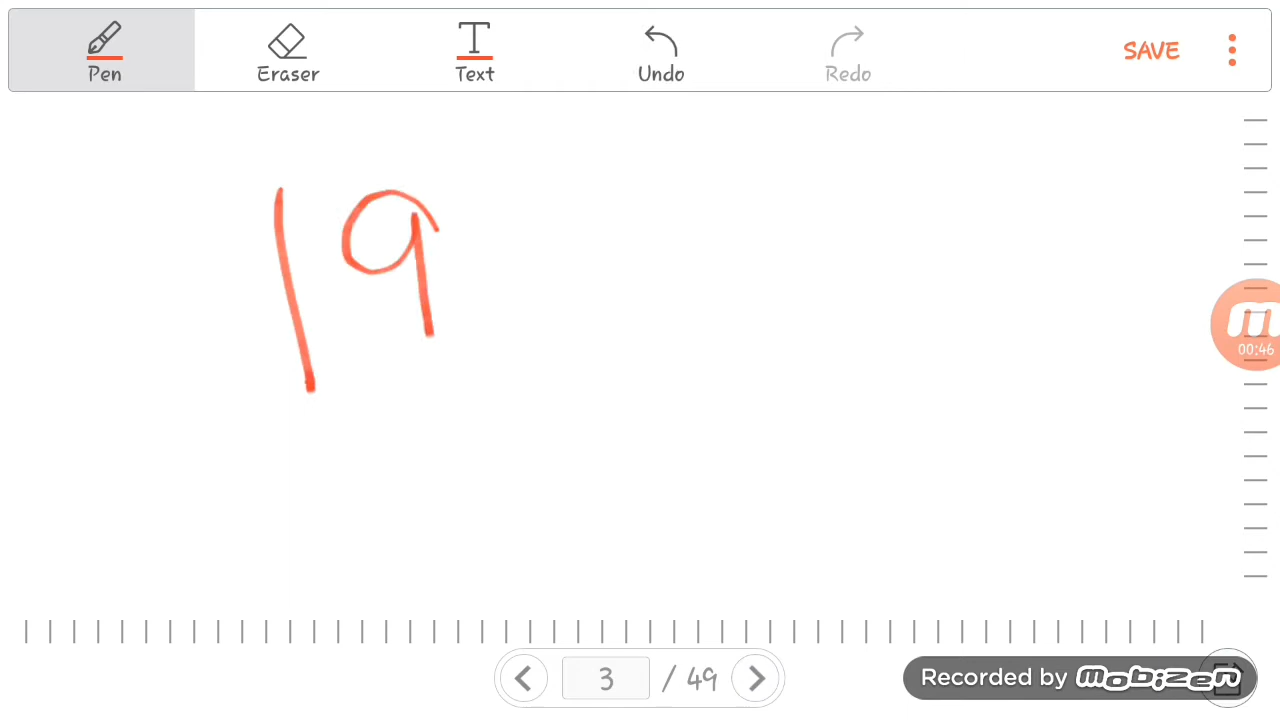 Pen Eraser Text Undo Redo SAVE
19
00:46
3 / 49
Recorded by mobizen